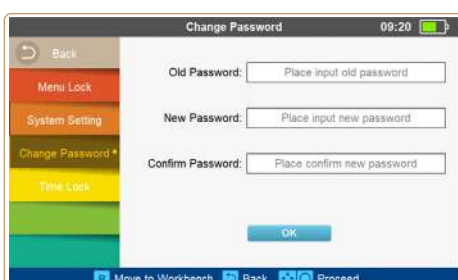 Change Password 09:20
Back
Menu Lock
System Setting
Change Password *
Time Lock
Old Password: Place input old password
New Password: Place input new password
Confirm Password: Place confirm new password
OK
R Move to Workbench Back Proceed